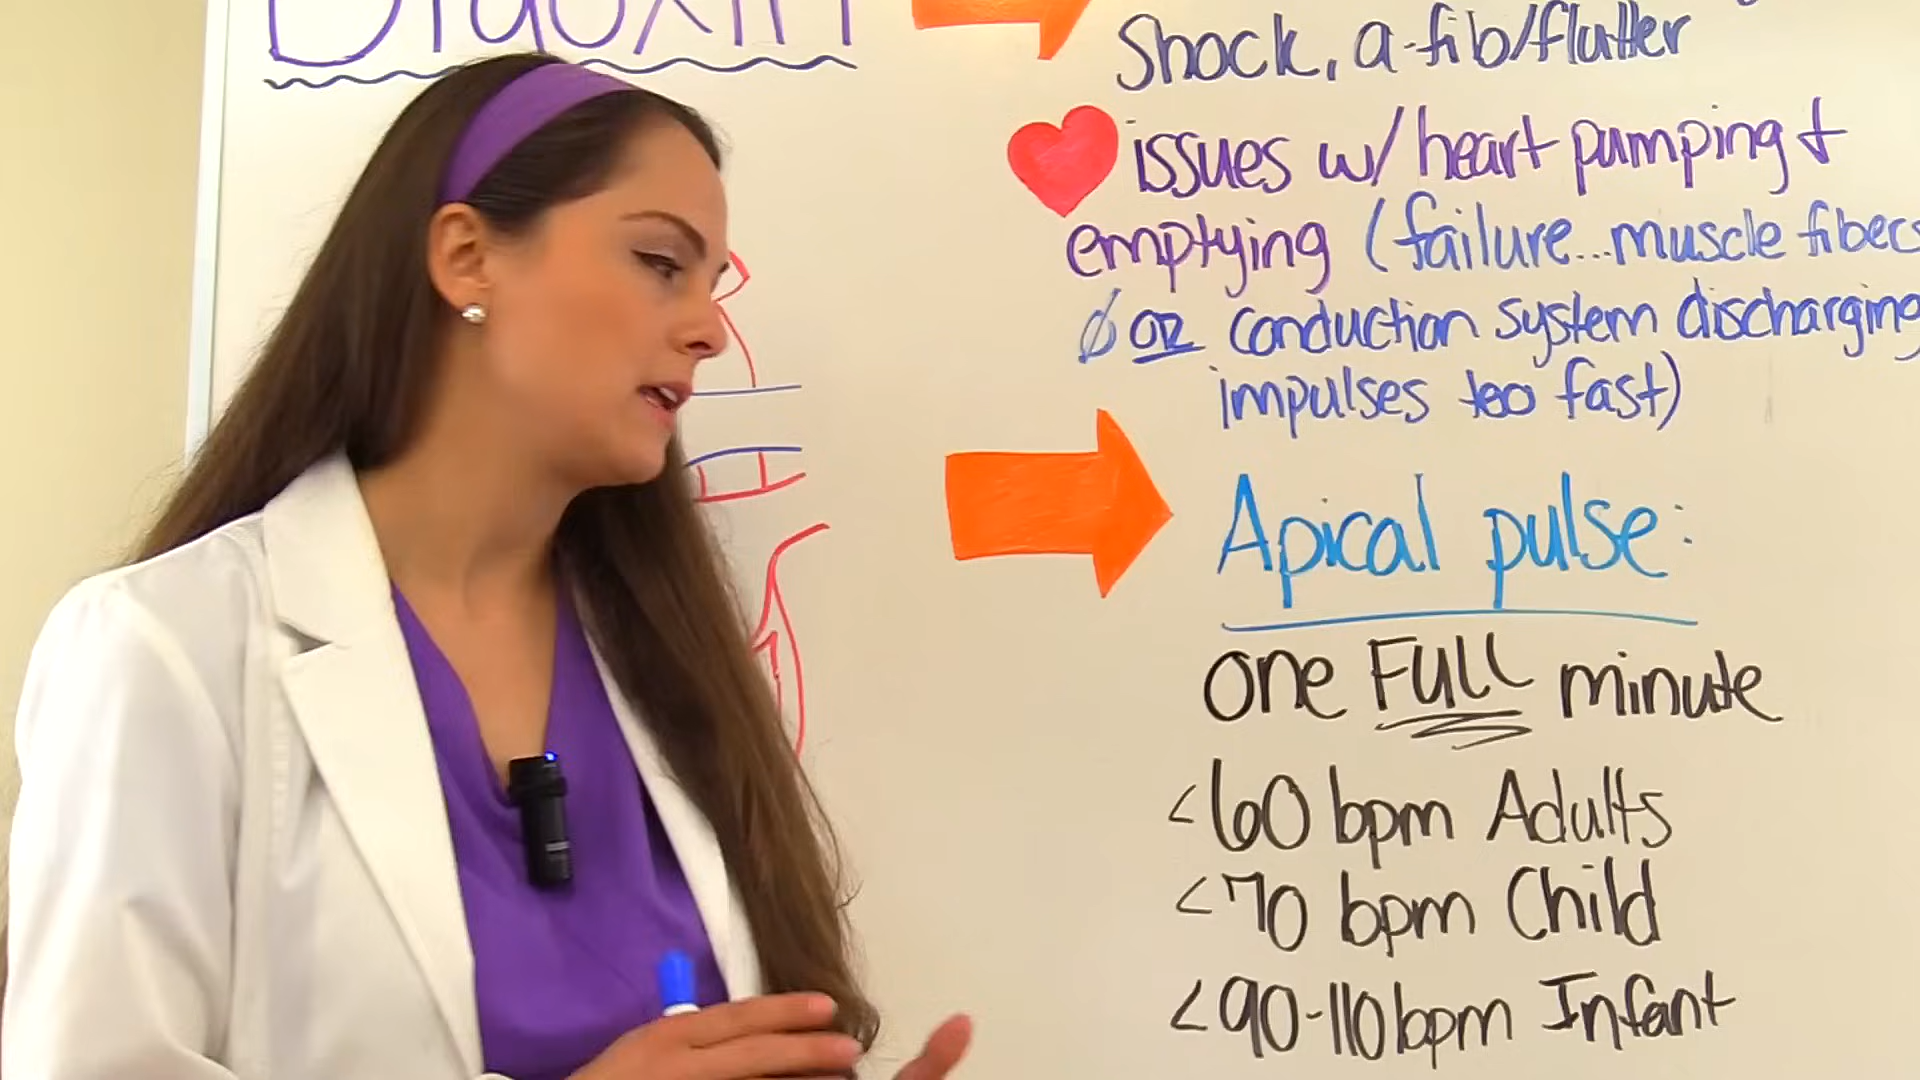 Digoxin
Shock, a-fib/flutter
issues w/ heart pumping +
emptying (failure...muscle fibers
or conduction system discharging
impulses too fast)
Apical pulse:
one FULL minute
<60 bpm Adults
<70 bpm Child
<90-110 bpm Infant